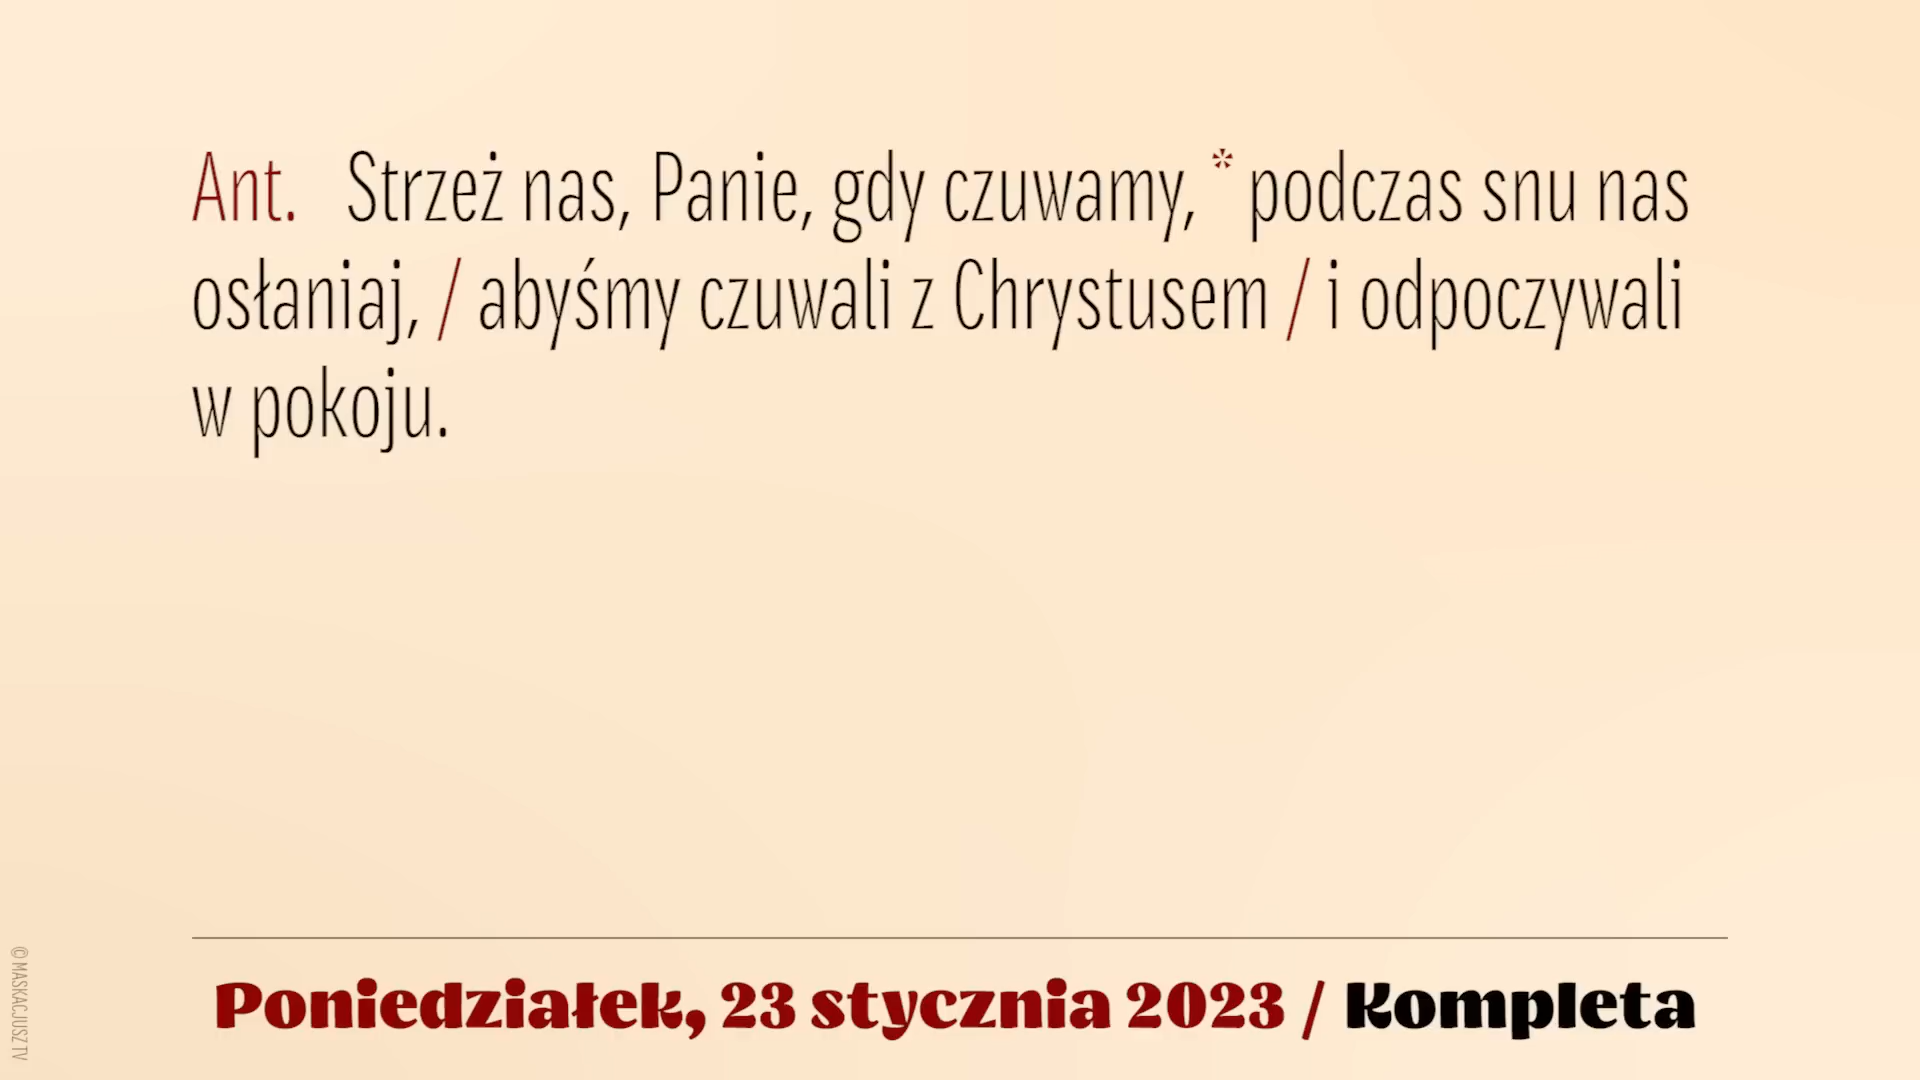 Ant. Strzeż nas, Panie, gdy czuwamy, * podczas snu nas
osłaniaj, / abyśmy czuwali z Chrystusem / i odpoczywali
w pokoju.
Poniedziałek, 23 stycznia 2023 / Kompleta
© MASKACJUSZ TV